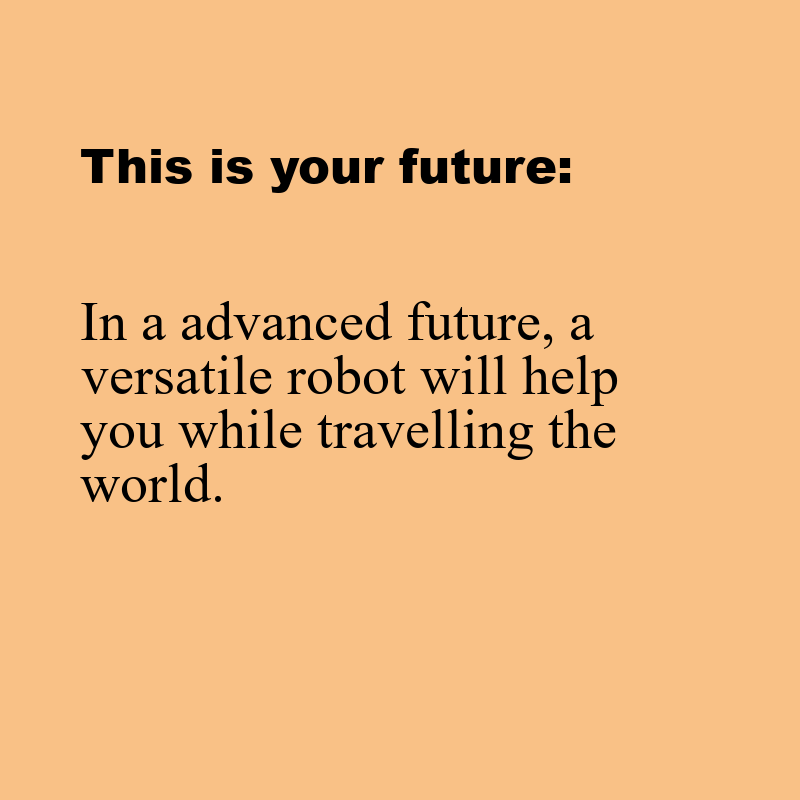 This is your future:
In a advanced future, a
versatile robot will help
you while travelling the
world.